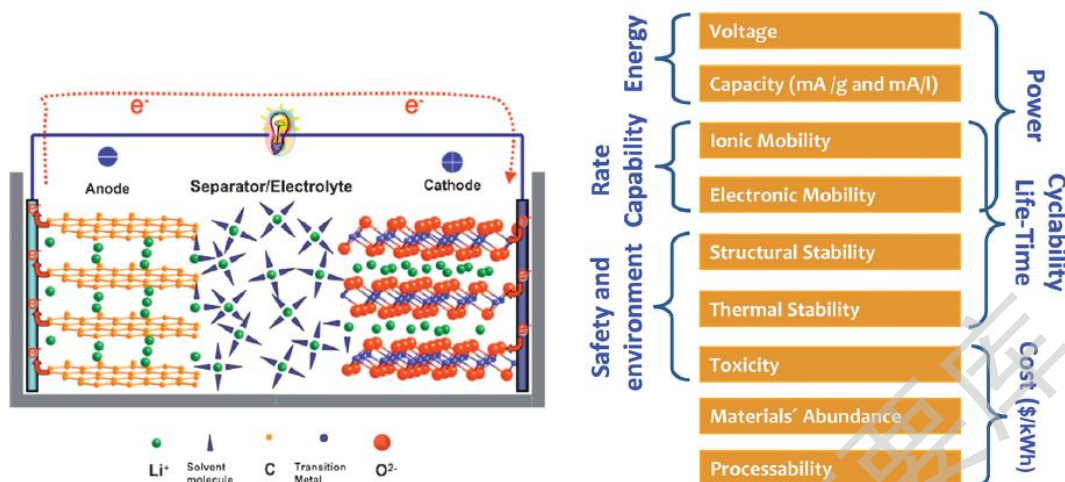 e⁻
e⁻
Anode
Separator/Electrolyte
Cathode
Li⁺
Solvent
molecule
C
Transition
Metal
O²⁻
Energy
Rate
Capability
Safety and
environment
Voltage
Capacity (mA /g and mA/l)
Ionic Mobility
Electronic Mobility
Structural Stability
Thermal Stability
Toxicity
Materials´ Abundance
Processability
Power
Cyclability
Life-Time
Cost ($/kWh)